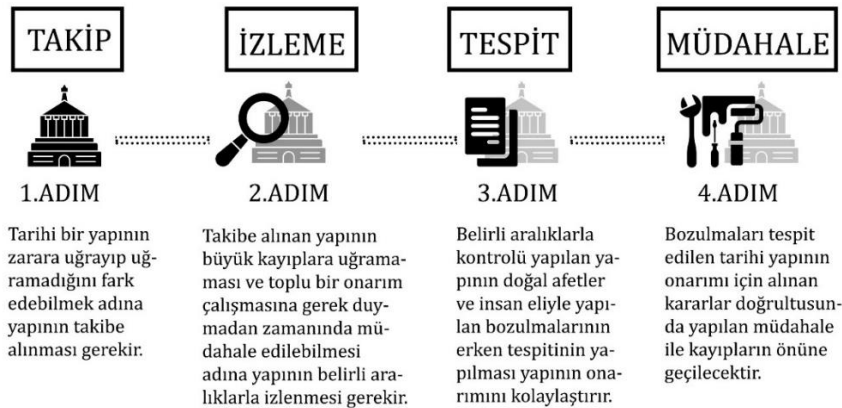 TAKİP
İZLEME
TESPİT
MÜDAHALE
1.ADIM
2.ADIM
3.ADIM
4.ADIM
Tarihi bir yapının
zarara uğrayıp uğ-
ramadığını fark
edebilmek adına
yapının takibe
alınması gerekir.
Takibe alınan yapının
büyük kayıplara uğrama-
ması ve toplu bir onarım
çalışmasına gerek duy-
madan zamanında mü-
dahale edilebilmesi
adına yapının belirli ara-
lıklarla izlenmesi gerekir.
Belirli aralıklarla
kontrolü yapılan ya-
pının doğal afetler
ve insan eliyle yapı-
lan bozulmalarının
erken tespitinin ya-
pılması yapının ona-
rımını kolaylaştırır.
Bozulmaları tespit
edilen tarihi yapının
onarımı için alınan
kararlar doğrultusun-
da yapılan müdahale
ile kayıpların önüne
geçilecektir.